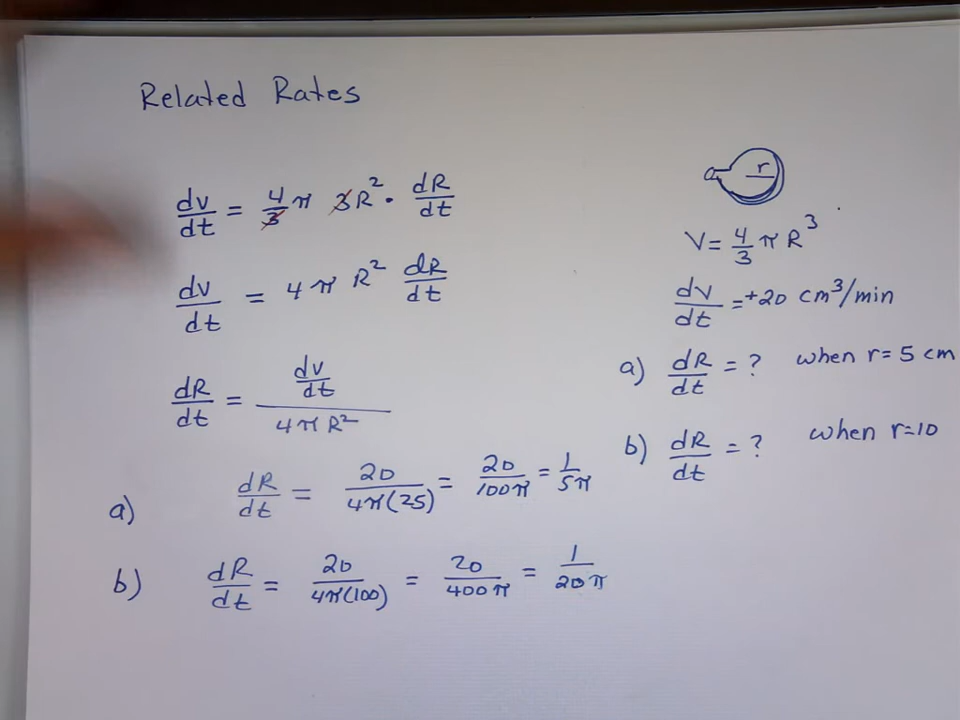 Related Rates
dv/dt = 4/3 π 3R² · dR/dt
dv/dt = 4π R² dR/dt
dR/dt = (dv/dt)/(4πR²)
a) dR/dt = 20/(4π(25)) = 20/(100π) = 1/(5π)
b) dR/dt = 20/(4π(100)) = 20/(400π) = 1/(20π)
r
V = 4/3 π R³
dv/dt = +20 cm³/min
a) dR/dt = ? when r = 5 cm
b) dR/dt = ? when r=10